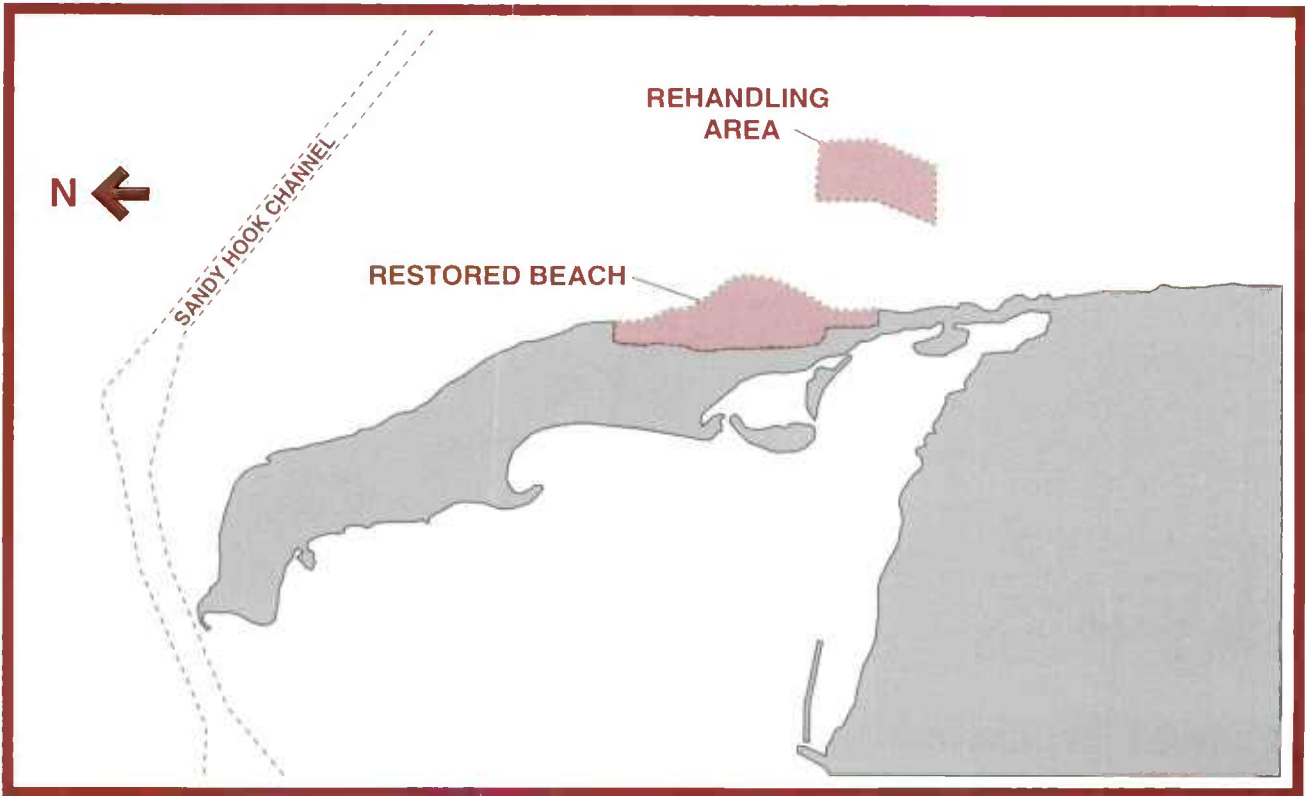 REHANDLING
AREA
N
SANDY HOOK CHANNEL
RESTORED BEACH